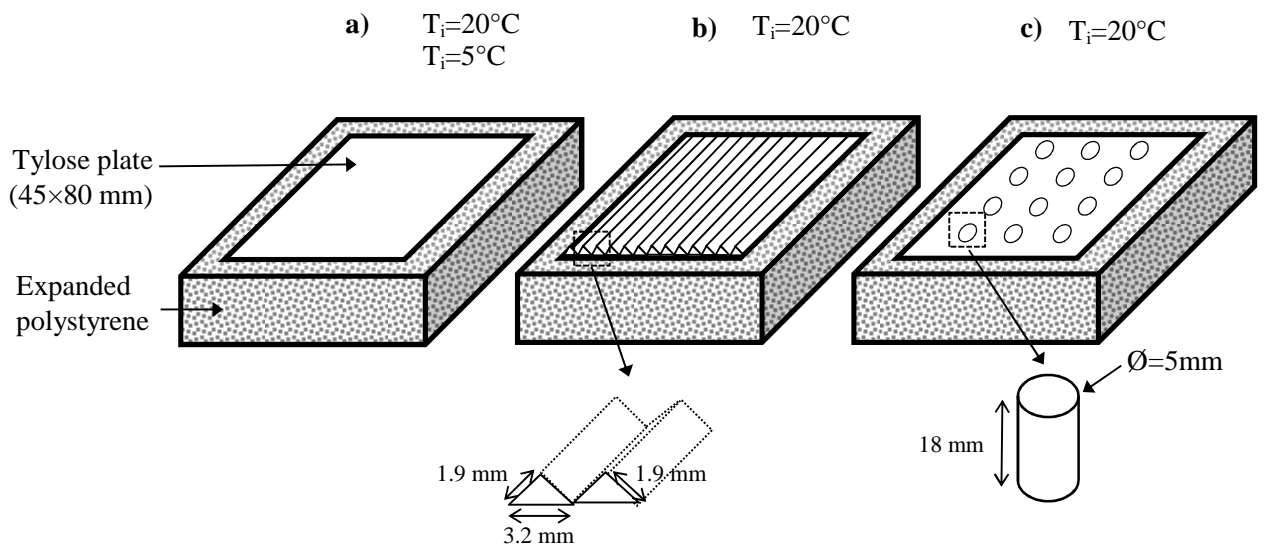 a) Tᵢ=20°C
Tᵢ=5°C
b) Tᵢ=20°C
c) Tᵢ=20°C
Tylose plate
(45×80 mm)
Expanded
polystyrene
Ø=5mm
18 mm
1.9 mm
1.9 mm
3.2 mm